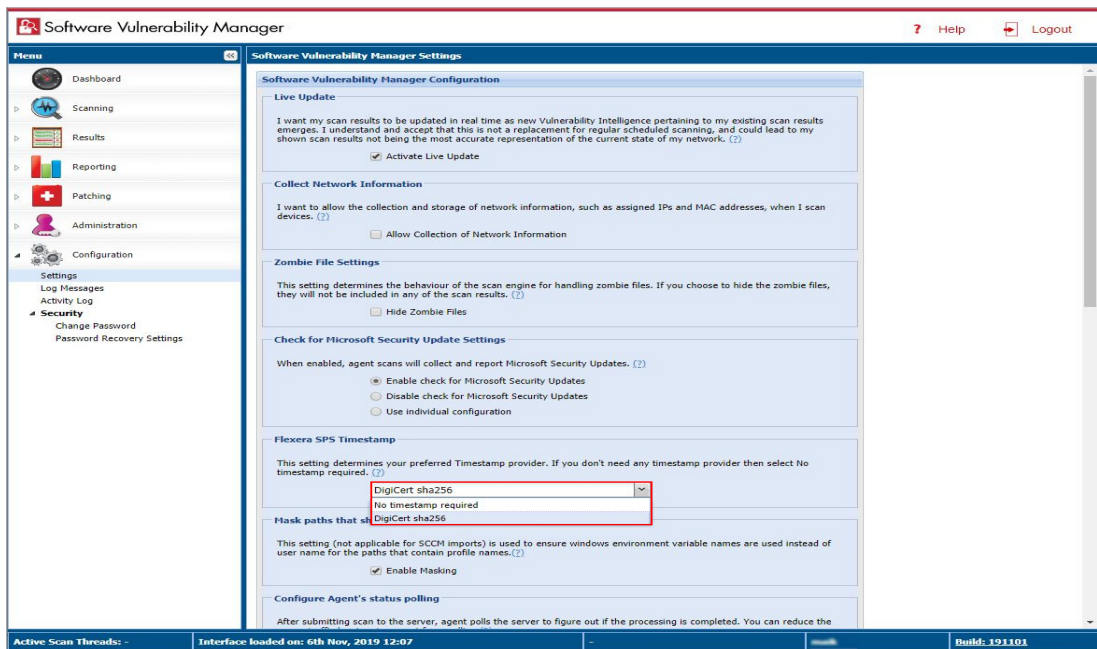 Software Vulnerability Manager
? Help
Logout
Menu
Dashboard
Scanning
Results
Reporting
Patching
Administration
Configuration
Settings
Log Messages
Activity Log
Security
Change Password
Password Recovery Settings
Software Vulnerability Manager Settings
Software Vulnerability Manager Configuration
Live Update
I want my scan results to be updated in real time as new Vulnerability Intelligence pertaining to my existing scan results
emerges. I understand and accept that this is not a replacement for regular scheduled scanning, and could lead to my
shown scan results not being the most accurate representation of the current state of my network. (?)
Activate Live Update
Collect Network Information
I want to allow the collection and storage of network information, such as assigned IPs and MAC addresses, when I scan
devices. (?)
Allow Collection of Network Information
Zombie File Settings
This setting determines the behaviour of the scan engine for handling zombie files. If you choose to hide the zombie files,
they will not be included in any of the scan results. (?)
Hide Zombie Files
Check for Microsoft Security Update Settings
When enabled, agent scans will collect and report Microsoft Security Updates. (?)
Enable check for Microsoft Security Updates
Disable check for Microsoft Security Updates
Use individual configuration
Flexera SPS Timestamp
This setting determines your preferred Timestamp provider. If you don't need any timestamp provider then select No
timestamp required. (?)
DigiCert sha256
No timestamp required
DigiCert sha256
Mask paths that
This setting (not applicable for SCCM imports) is used to ensure windows environment variable names are used instead of
user name for the paths that contain profile names.(?)
Enable Masking
Configure Agent's status polling
After submitting scan to the server, agent polls the server to figure out if the processing is completed. You can reduce the
Active Scan Threads: -
Interface loaded on: 6th Nov, 2019 12:07
-
Build: 191101